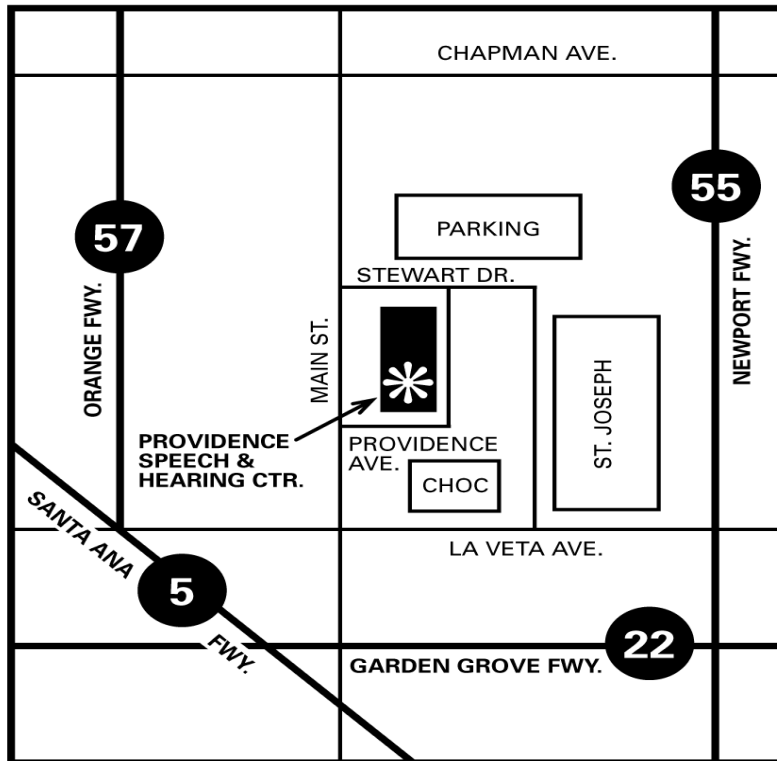 CHAPMAN AVE.
55
57
PARKING
STEWART DR.
ORANGE FWY.
MAIN ST.
NEWPORT FWY.
ST. JOSEPH
PROVIDENCE
SPEECH &
HEARING CTR.
PROVIDENCE
AVE.
CHOC
SANTA ANA
FWY.
5
LA VETA AVE.
22
GARDEN GROVE FWY.